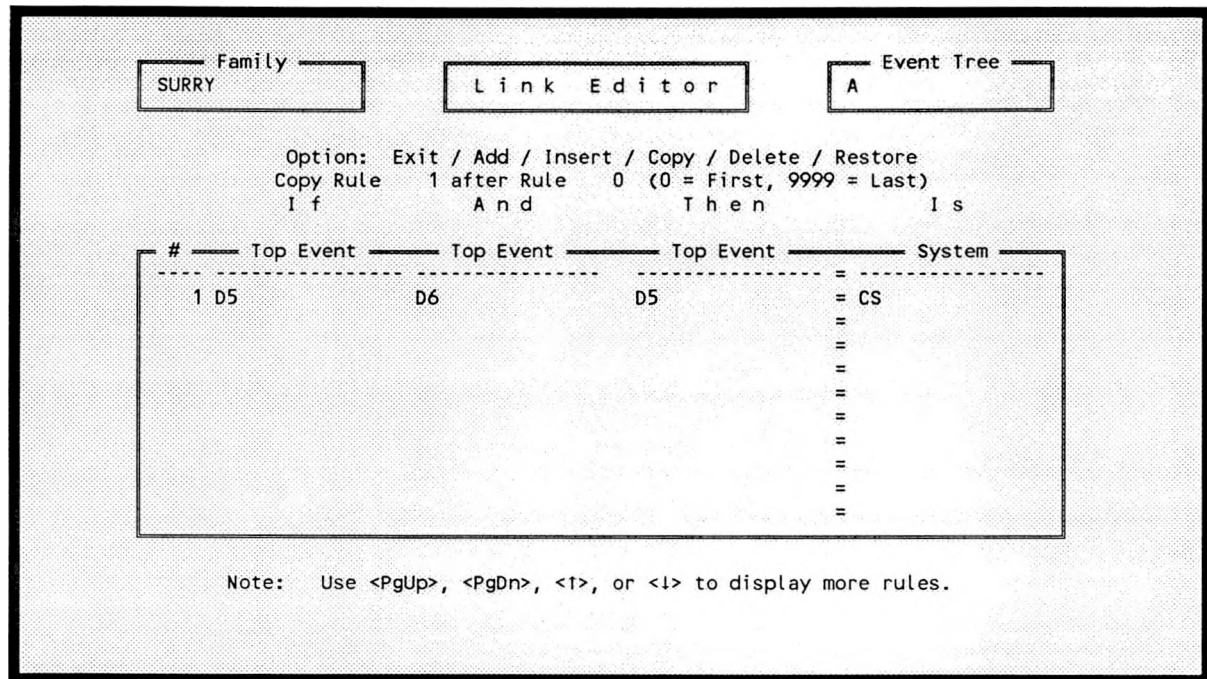 Family Event Tree
SURRY Link Editor A
Option: Exit / Add / Insert / Copy / Delete / Restore
Copy Rule 1 after Rule 0 (0 = First, 9999 = Last)
If And Then Is
# Top Event Top Event Top Event System
---- ------------------ ------------------ ------------------ = ------------------
1 D5 D6 D5 = CS
=
=
=
=
=
=
=
=
=
Note: Use <PgUp>, <PgDn>, <↑>, or <↓> to display more rules.